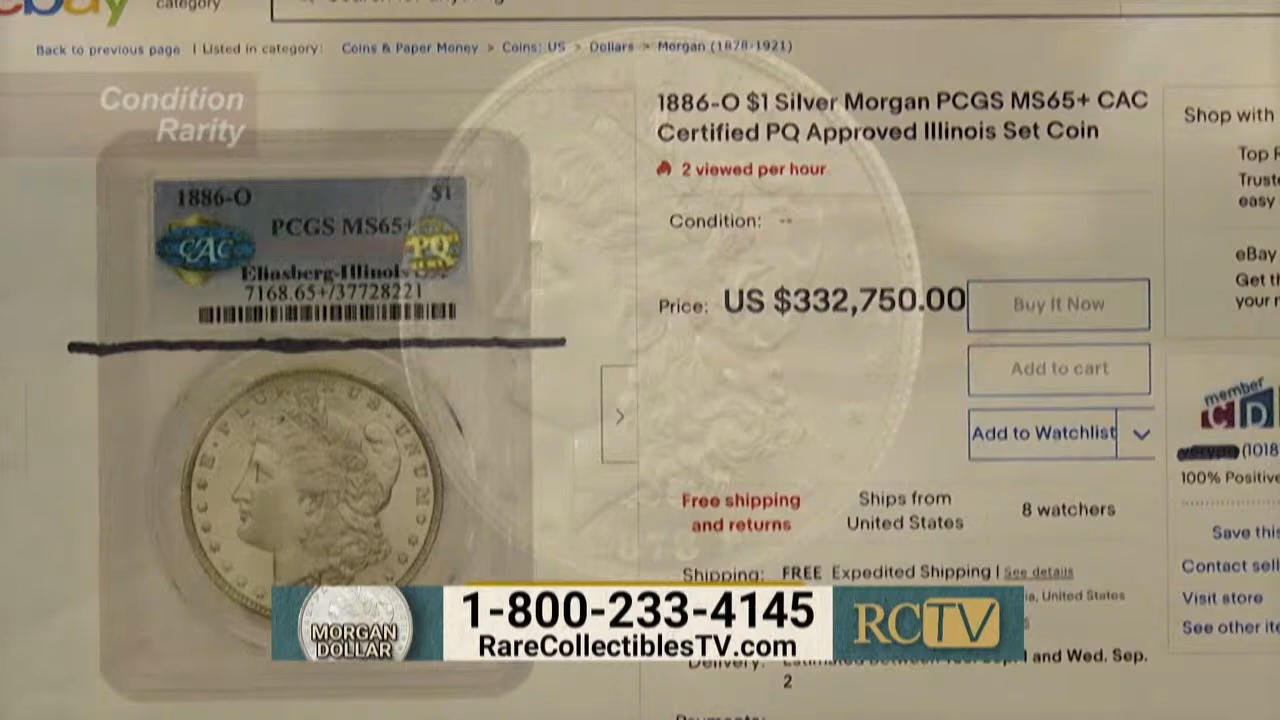 ebay
category
Back to previous page | Listed in category: Coins & Paper Money > Coins: US > Dollars > Morgan (1878-1921)
Condition
Rarity
1886-O $1
PCGS MS65+
CAC PQ
Eliasberg-Illinois
7168.65+/37728221
1886-O $1 Silver Morgan PCGS MS65+ CAC
Certified PQ Approved Illinois Set Coin
2 viewed per hour
Condition: --
Price: US $332,750.00
Buy It Now
Add to cart
Add to Watchlist
Free shipping
and returns
Ships from
United States
8 watchers
Shipping: FREE Expedited Shipping | See details
United States
Delivery:
and Wed. Sep.
2
Shop with
Top
easy
eBay
Get
your
member
(1018
100% Positive
Save this
Contact
Visit store
See other
E PLURIBUS UNUM
MORGAN
DOLLAR
1-800-233-4145
RareCollectiblesTV.com
RCTV